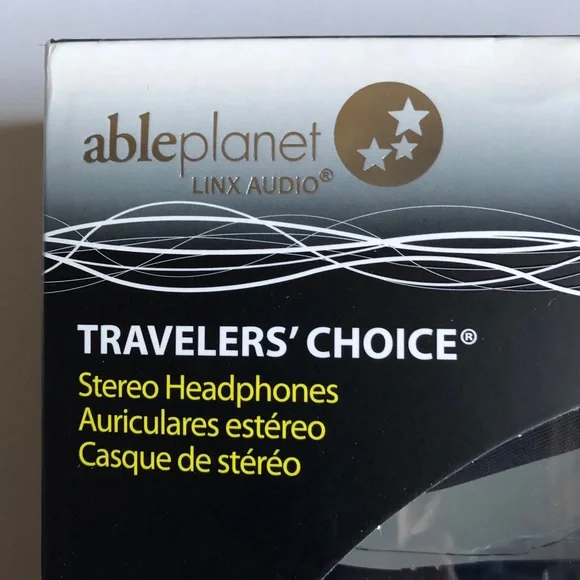 ableplanet
LINX AUDIO®
TRAVELERS' CHOICE®
Stereo Headphones
Auriculares estéreo
Casque de stéréo